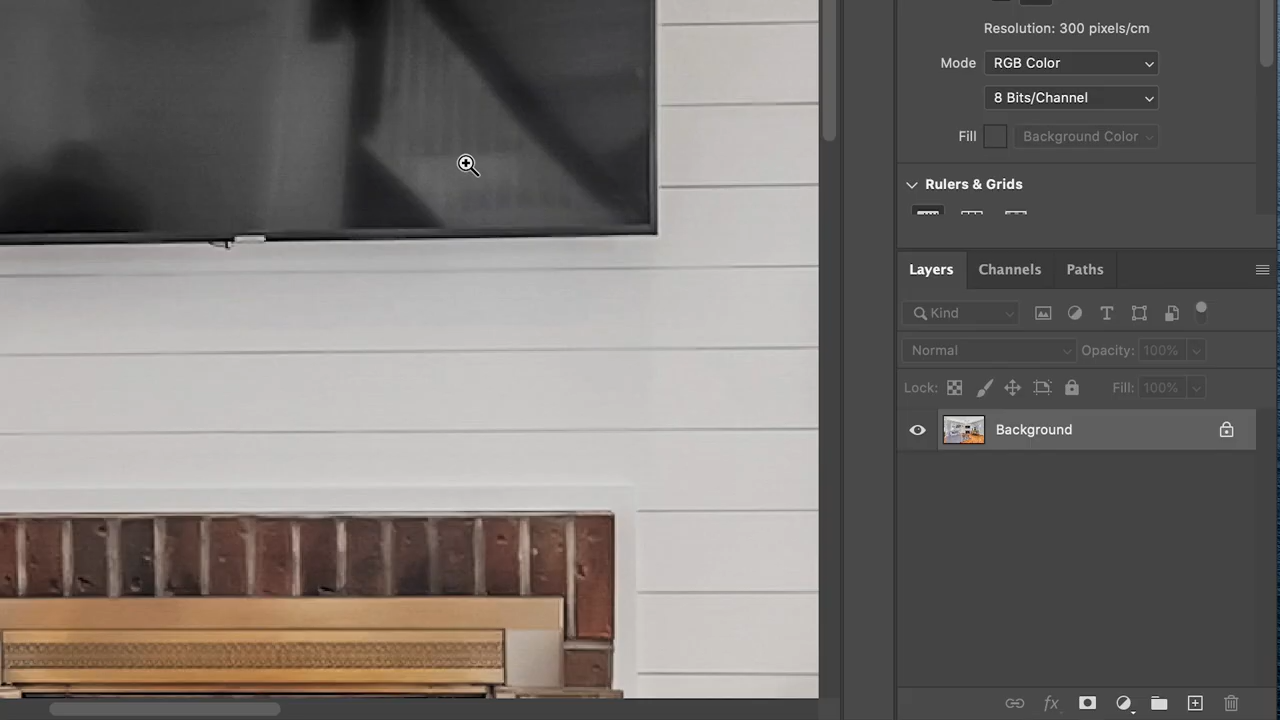 Resolution: 300 pixels/cm
Mode RGB Color
8 Bits/Channel
Fill Background Color
Rulers & Grids
Layers Channels Paths
Kind
Normal Opacity: 100%
Lock: Fill: 100%
Background
fx